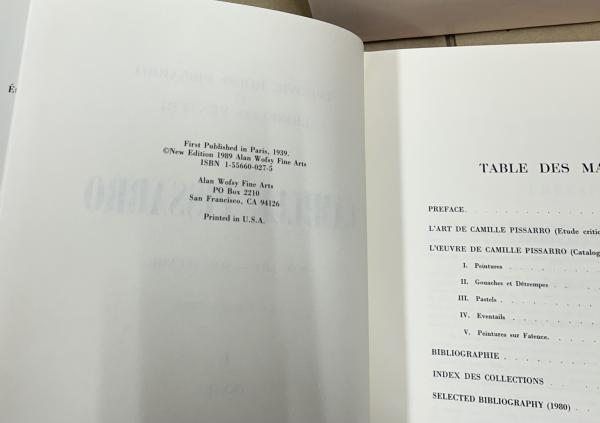 First Published in Paris, 1939.
©New Edition 1989 Alan Wofsy Fine Arts
ISBN 1-55660-027-5
Alan Wofsy Fine Arts
PO Box 2210
San Francisco, CA 94126
Printed in U.S.A.
TABLE DES MA
PREFACE.
L'ART DE CAMILLE PISSARRO (Etude critic
L'ŒUVRE DE CAMILLE PISSARRO (Catalog
I. Peintures
II. Gouaches et Détrempes
III. Pastels
IV. Eventails
V. Peintures sur Faïence.
BIBLIOGRAPHIE
INDEX DES COLLECTIONS
SELECTED BIBLIOGRAPHY (1980)